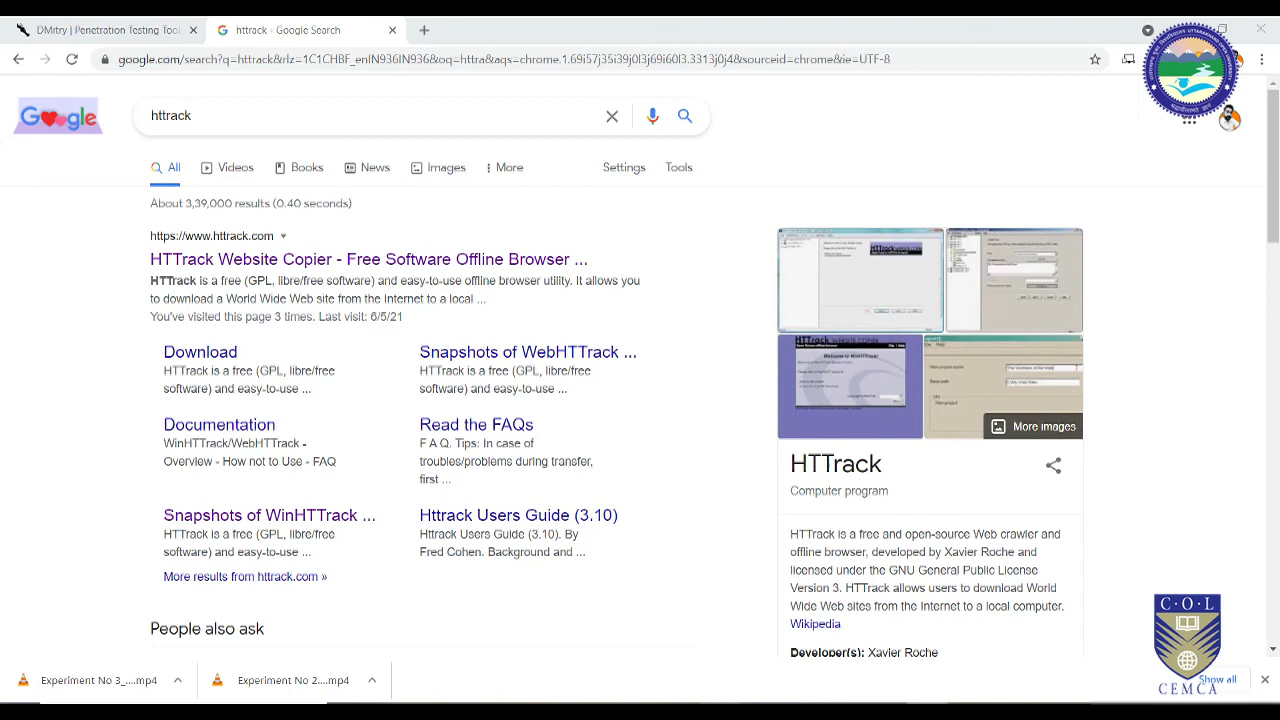 DMitry | Penetration Testing Tool
httrack - Google Search
google.com/search?q=httrack&rlz=1C1CHBF_enIN936IN936&oq=httrack&aqs=chrome.1.69i57j35i39j0l3j69i60l3.3313j0j4&sourceid=chrome&ie=UTF-8
Google
httrack
All
Videos
Books
News
Images
More
Settings
Tools
About 3,39,000 results (0.40 seconds)
https://www.httrack.com
HTTrack Website Copier - Free Software Offline Browser ...
HTTrack is a free (GPL, libre/free software) and easy-to-use offline browser utility. It allows you
to download a World Wide Web site from the Internet to a local ...
You've visited this page 3 times. Last visit: 6/5/21
Download
HTTrack is a free (GPL, libre/free
software) and easy-to-use ...
Snapshots of WebHTTrack ...
HTTrack is a free (GPL, libre/free
software) and easy-to-use ...
Documentation
WinHTTrack/WebHTTrack -
Overview - How not to Use - FAQ
Read the FAQs
F A Q. Tips: In case of
troubles/problems during transfer,
first ...
Snapshots of WinHTTrack ...
HTTrack is a free (GPL, libre/free
software) and easy-to-use ...
Httrack Users Guide (3.10)
Httrack Users Guide (3.10). By
Fred Cohen. Background and ...
More results from httrack.com »
People also ask
More images
HTTrack
Computer program
HTTrack is a free and open-source Web crawler and
offline browser, developed by Xavier Roche and
licensed under the GNU General Public License
Version 3. HTTrack allows users to download World
Wide Web sites from the Internet to a local computer.
Wikipedia
Developer(s): Xavier Roche
C·O·L
CEMCA
Experiment No 3_....mp4
Experiment No 2....mp4
Show all